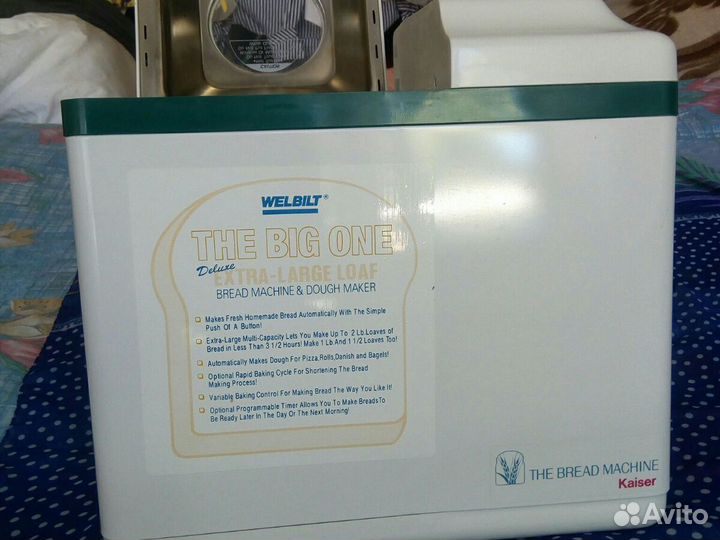 WELBILT®
THE BIG ONE
Deluxe
EXTRA-LARGE LOAF
BREAD MACHINE & DOUGH MAKER
Makes Fresh Homemade Bread Automatically With The Simple
Push Of A Button!
Extra-Large Multi-Capacity Lets You Make Up To 2 Lb.Loaves of
Bread in Less Than 3 1/2 Hours! Make 1 Lb.And 1 1/2 Loaves Too!
Automatically Makes Dough For Pizza,Rolls,Danish and Bagels!
Optional Rapid Baking Cycle For Shortening The Bread
Making Process!
Variablg Baking Control For Making Bread The Way You Like It!
Optional Programmable Timer Allows You To Make BreadsTo
Be Ready Later In The Day Or The Next Morning!
THE BREAD MACHINE
Kaiser
Avito